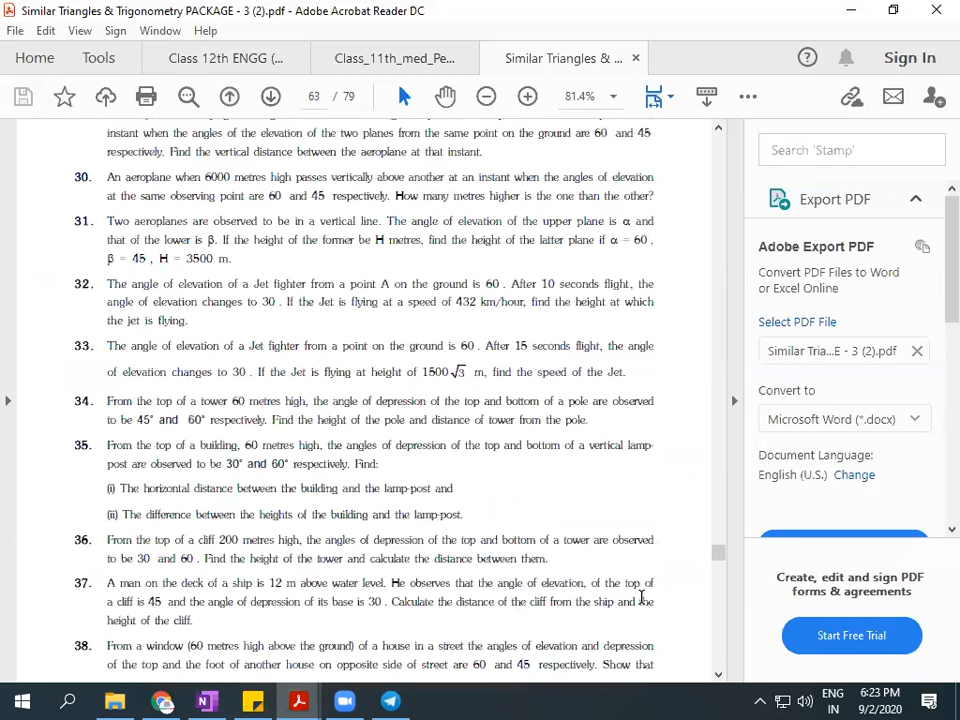 Similar Triangles & Trigonometry PACKAGE - 3 (2).pdf - Adobe Acrobat Reader DC
File Edit View Sign Window Help
Home Tools Class 12th ENGG (... Class_11th_med_Pe... Similar Triangles & ... Sign In
63 / 79 81.4%
instant when the angles of the elevation of the two planes from the same point on the ground are 60 and 45
respectively. Find the vertical distance between the aeroplane at that instant.
30. An aeroplane when 6000 metres high passes vertically above another at an instant when the angles of elevation
at the same observing point are 60 and 45 respectively. How many metres higher is the one than the other?
31. Two aeroplanes are observed to be in a vertical line. The angle of elevation of the upper plane is α and
that of the lower is β. If the height of the former be H metres, find the height of the latter plane if α = 60 ,
β = 45 , H = 3500 m.
32. The angle of elevation of a Jet fighter from a point A on the ground is 60 . After 10 seconds flight, the
angle of elevation changes to 30 . If the Jet is flying at a speed of 432 km/hour, find the height at which
the jet is flying.
33. The angle of elevation of a Jet fighter from a point on the ground is 60 . After 15 seconds flight, the angle
of elevation changes to 30 . If the Jet is flying at height of 1500√3 m, find the speed of the Jet.
34. From the top of a tower 60 metres high, the angle of depression of the top and bottom of a pole are observed
to be 45° and 60° respectively. Find the height of the pole and distance of tower from the pole.
35. From the top of a building, 60 metres high, the angles of depression of the top and bottom of a vertical lamp-
post are observed to be 30° and 60° respectively. Find:
(i) The horizontal distance between the building and the lamp-post and
(ii) The difference between the heights of the building and the lamp-post.
36. From the top of a cliff 200 metres high, the angles of depression of the top and bottom of a tower are observed
to be 30 and 60 . Find the height of the tower and calculate the distance between them.
37. A man on the deck of a ship is 12 m above water level. He observes that the angle of elevation, of the top of
a cliff is 45 and the angle of depression of its base is 30 . Calculate the distance of the cliff from the ship and the
height of the cliff.
38. From a window (60 metres high above the ground) of a house in a street the angles of elevation and depression
of the top and the foot of another house on opposite side of street are 60 and 45 respectively. Show that
Search 'Stamp'
Export PDF
Adobe Export PDF
Convert PDF Files to Word
or Excel Online
Select PDF File
Similar Tria...E - 3 (2).pdf
Convert to
Microsoft Word (*.docx)
Document Language:
English (U.S.) Change
Create, edit and sign PDF
forms & agreements
Start Free Trial
ENG
IN
6:23 PM
9/2/2020